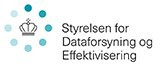 Styrelsen for
Dataforsyning og
Effektivisering